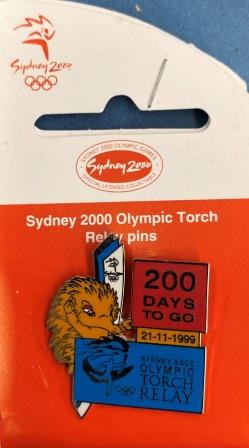 Sydney 2000
SYDNEY 2000 OLYMPIC GAMES
Sydney 2000
OFFICIAL LICENSED COLLECTABLE
Sydney 2000 Olympic Torch
Relay pins
200
DAYS
TO GO
21-11-1999
SYDNEY 2000
OLYMPIC
TORCH
RELAY